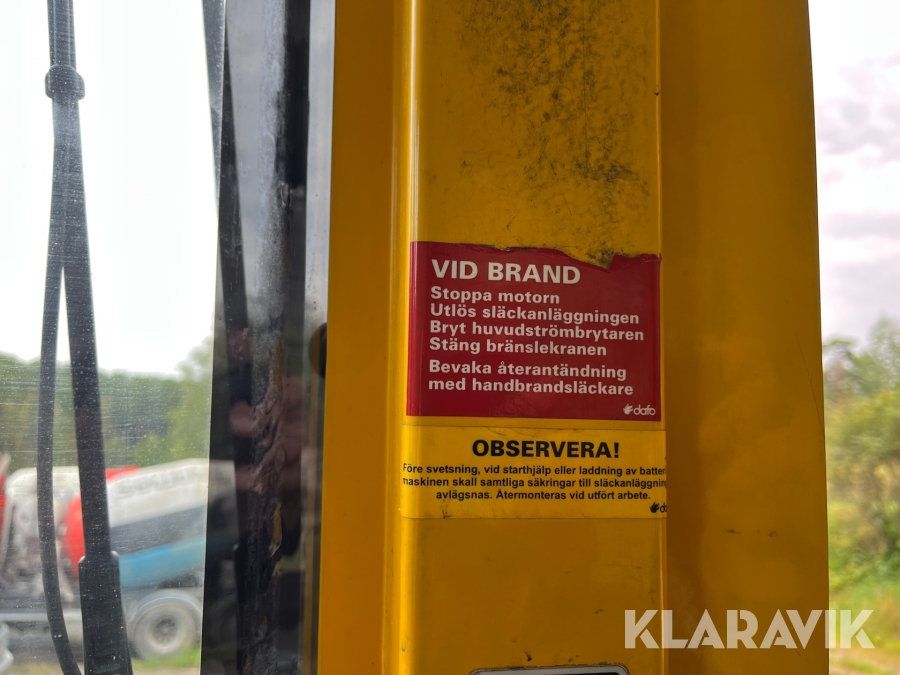 VID BRAND
Stoppa motorn
Utlös släckanläggningen
Bryt huvudströmbrytaren
Stäng bränslekranen
Bevaka återantändning
med handbrandsläckare
dafo
OBSERVERA!
Före svetsning, vid starthjälp eller laddning av batter
maskinen skall samtliga säkringar till släckanläggning
avlägsnas. Återmonteras vid utfört arbete.
KLARAVIK